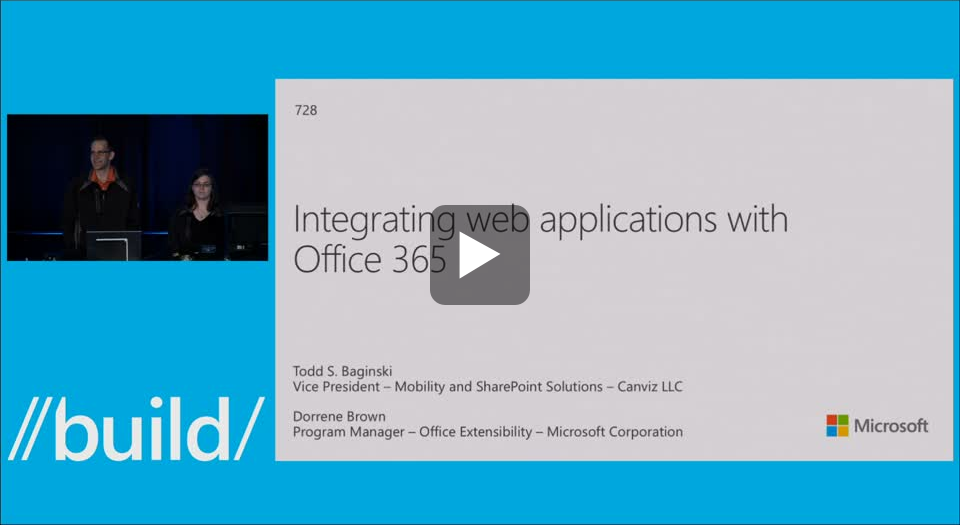 728
Integrating web applications with
Office 365
Todd S. Baginski
Vice President – Mobility and SharePoint Solutions – Canviz LLC
Dorrene Brown
Program Manager – Office Extensibility – Microsoft Corporation
Microsoft
//build/